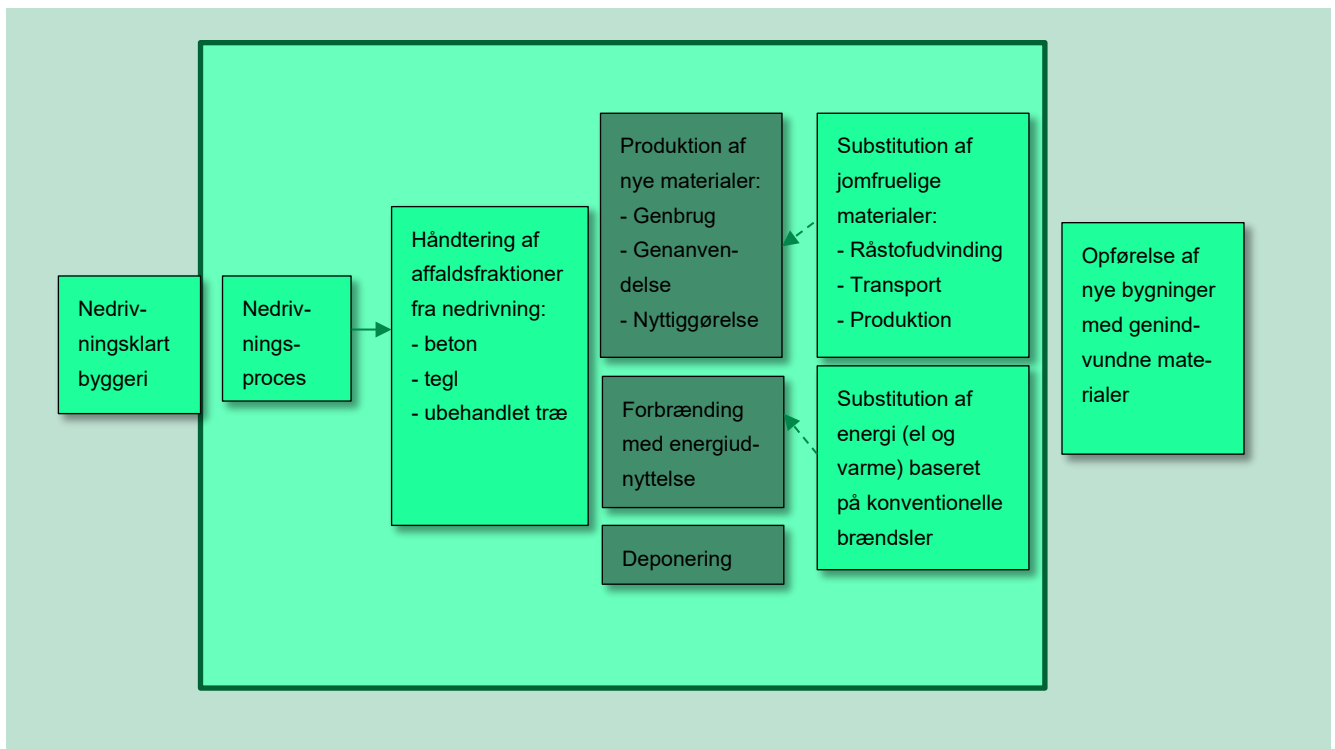 Nedriv-
ningsklart
byggeri
Nedriv-
nings-
proces
Håndtering af
affaldsfraktioner
fra nedrivning:
- beton
- tegl
- ubehandlet træ
Produktion af
nye materialer:
- Genbrug
- Genanven-
delse
- Nyttiggørelse
Forbrænding
med energiud-
nyttelse
Deponering
Substitution af
jomfruelige
materialer:
- Råstofudvinding
- Transport
- Produktion
Substitution af
energi (el og
varme) baseret
på konventionelle
brændsler
Opførelse af
nye bygninger
med genind-
vundne mate-
rialer